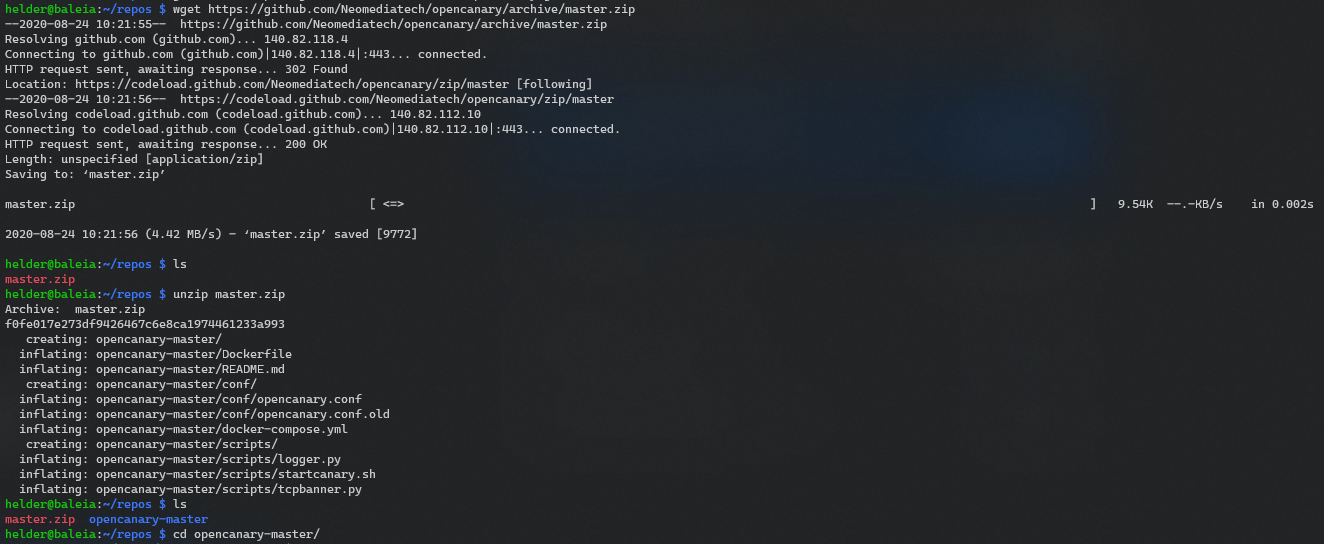 helder@baleia:~/repos $ wget https://github.com/Neomediatech/opencanary/archive/master.zip
--2020-08-24 10:21:55--  https://github.com/Neomediatech/opencanary/archive/master.zip
Resolving github.com (github.com)... 140.82.118.4
Connecting to github.com (github.com)|140.82.118.4|:443... connected.
HTTP request sent, awaiting response... 302 Found
Location: https://codeload.github.com/Neomediatech/opencanary/zip/master [following]
--2020-08-24 10:21:56--  https://codeload.github.com/Neomediatech/opencanary/zip/master
Resolving codeload.github.com (codeload.github.com)... 140.82.112.10
Connecting to codeload.github.com (codeload.github.com)|140.82.112.10|:443... connected.
HTTP request sent, awaiting response... 200 OK
Length: unspecified [application/zip]
Saving to: ‘master.zip’
master.zip [ <=> ] 9.54K --.-KB/s in 0.002s
2020-08-24 10:21:56 (4.42 MB/s) - ‘master.zip’ saved [9772]
helder@baleia:~/repos $ ls
master.zip
helder@baleia:~/repos $ unzip master.zip
Archive:  master.zip
f0fe017e273df9426467c6e8ca1974461233a993
   creating: opencanary-master/
  inflating: opencanary-master/Dockerfile
  inflating: opencanary-master/README.md
   creating: opencanary-master/conf/
  inflating: opencanary-master/conf/opencanary.conf
  inflating: opencanary-master/conf/opencanary.conf.old
  inflating: opencanary-master/docker-compose.yml
   creating: opencanary-master/scripts/
  inflating: opencanary-master/scripts/logger.py
  inflating: opencanary-master/scripts/startcanary.sh
  inflating: opencanary-master/scripts/tcpbanner.py
helder@baleia:~/repos $ ls
master.zip  opencanary-master
helder@baleia:~/repos $ cd opencanary-master/